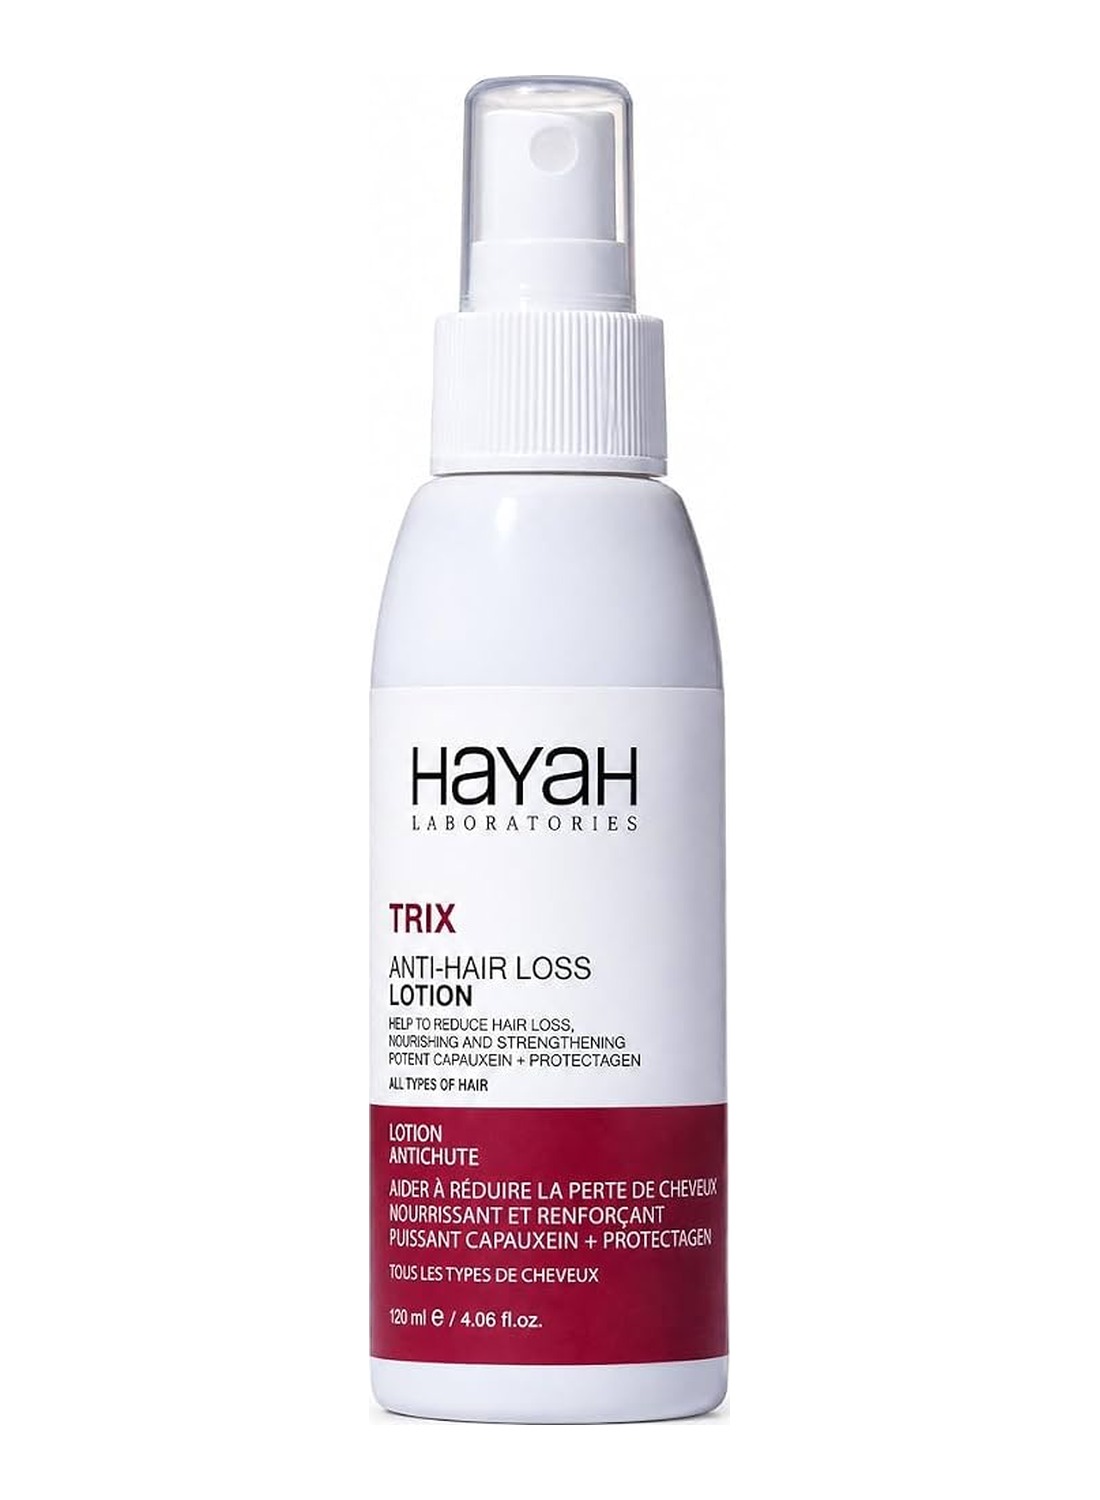 HaYaH
LABORATORIES
TRIX
ANTI-HAIR LOSS
LOTION
HELP TO REDUCE HAIR LOSS,
NOURISHING AND STRENGTHENING
POTENT CAPAUXEIN + PROTECTAGEN
ALL TYPES OF HAIR
LOTION
ANTICHUTE
AIDER À RÉDUIRE LA PERTE DE CHEVEUX
NOURRISSANT ET RENFORÇANT
PUISSANT CAPAUXEIN + PROTECTAGEN
TOUS LES TYPES DE CHEVEUX
120 ml e / 4.06 fl.oz.